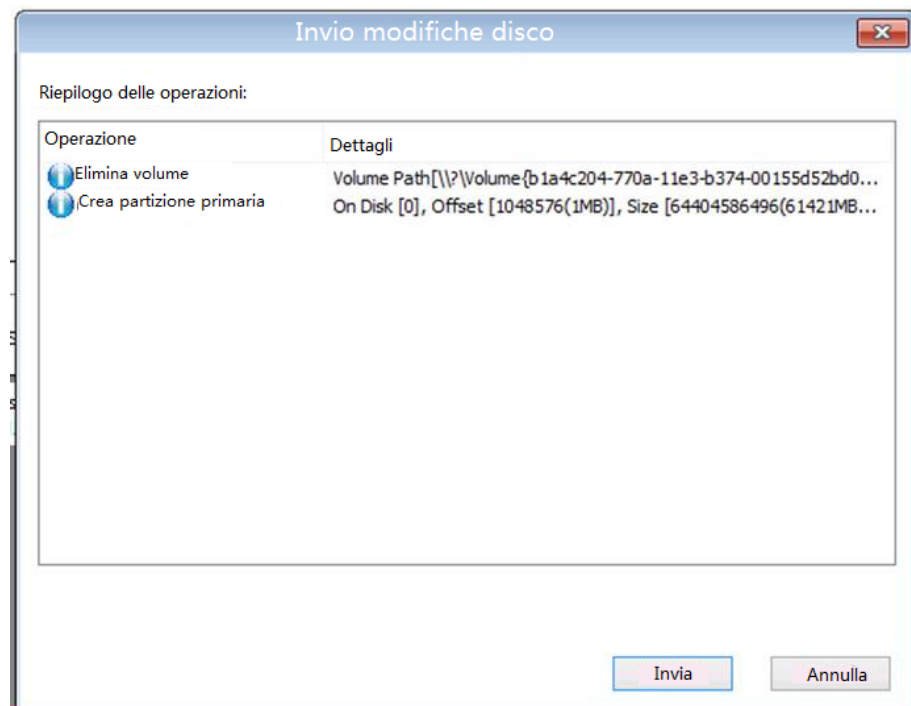 Invio modifiche disco
Riepilogo delle operazioni:
Operazione Dettagli
Elimina volume Volume Path[\\?\Volume{b1a4c204-770a-11e3-b374-00155d52bd0...
Crea partizione primaria On Disk [0], Offset [1048576(1MB)], Size [64404586496(61421MB...
Invia Annulla